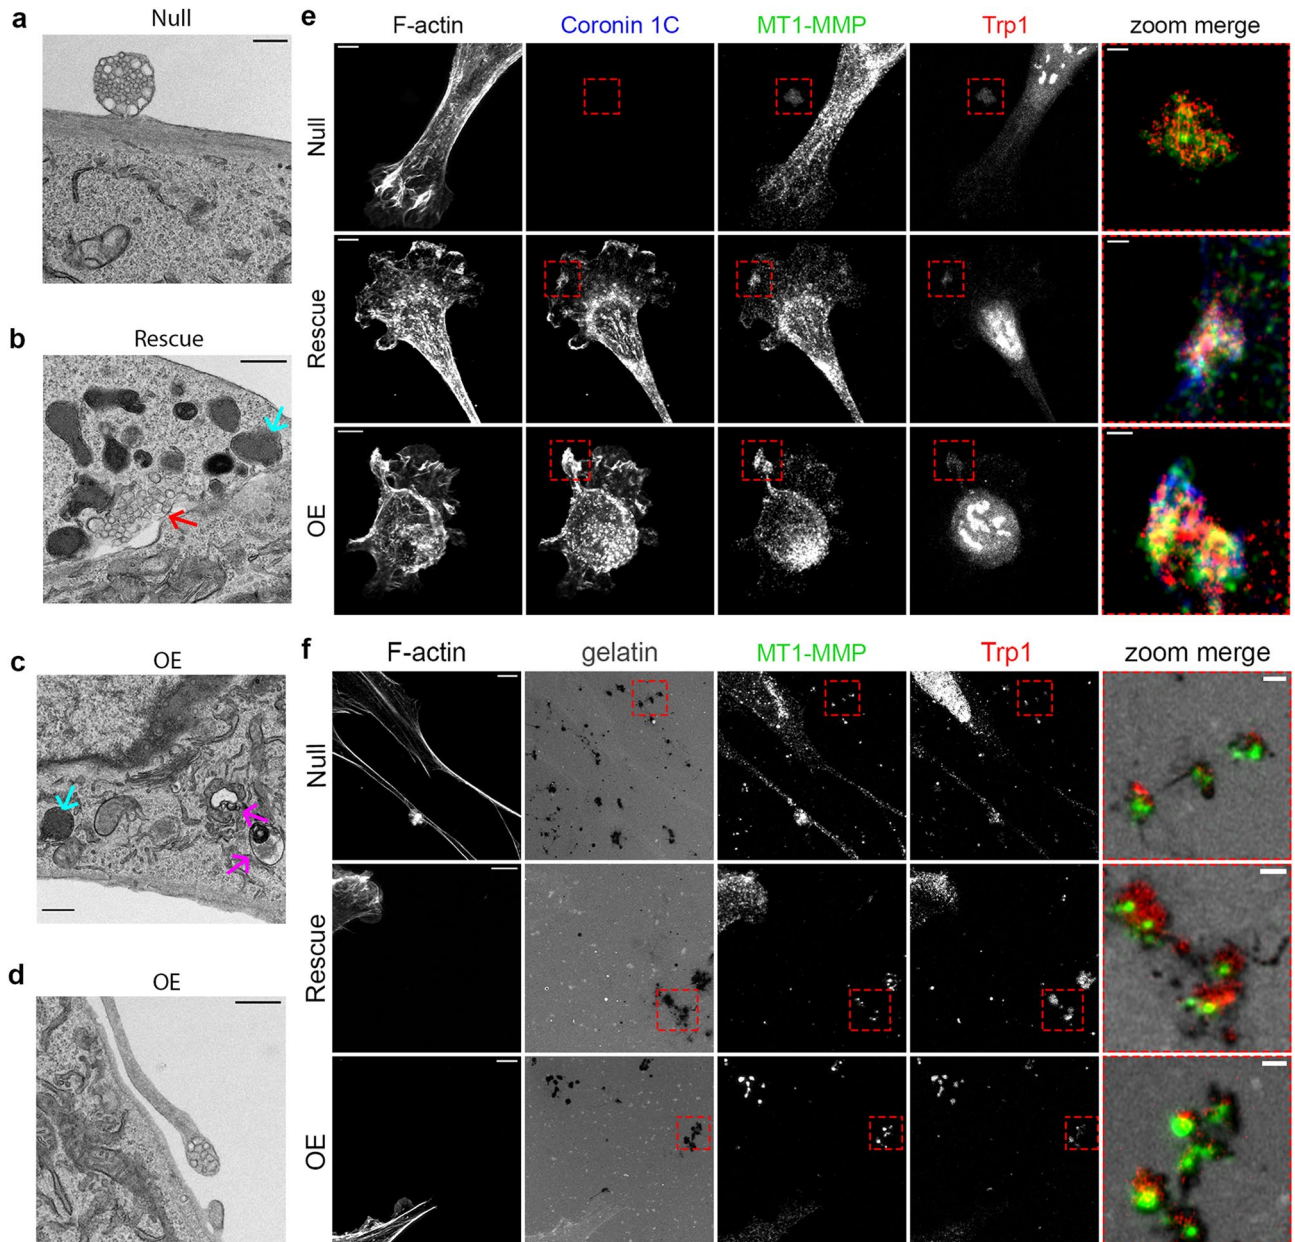 a
Null
b
Rescue
c
OE
d
OE
e
F-actin
Coronin 1C
MT1-MMP
Trp1
zoom merge
Null
Rescue
OE
f
F-actin
gelatin
MT1-MMP
Trp1
zoom merge
Null
Rescue
OE